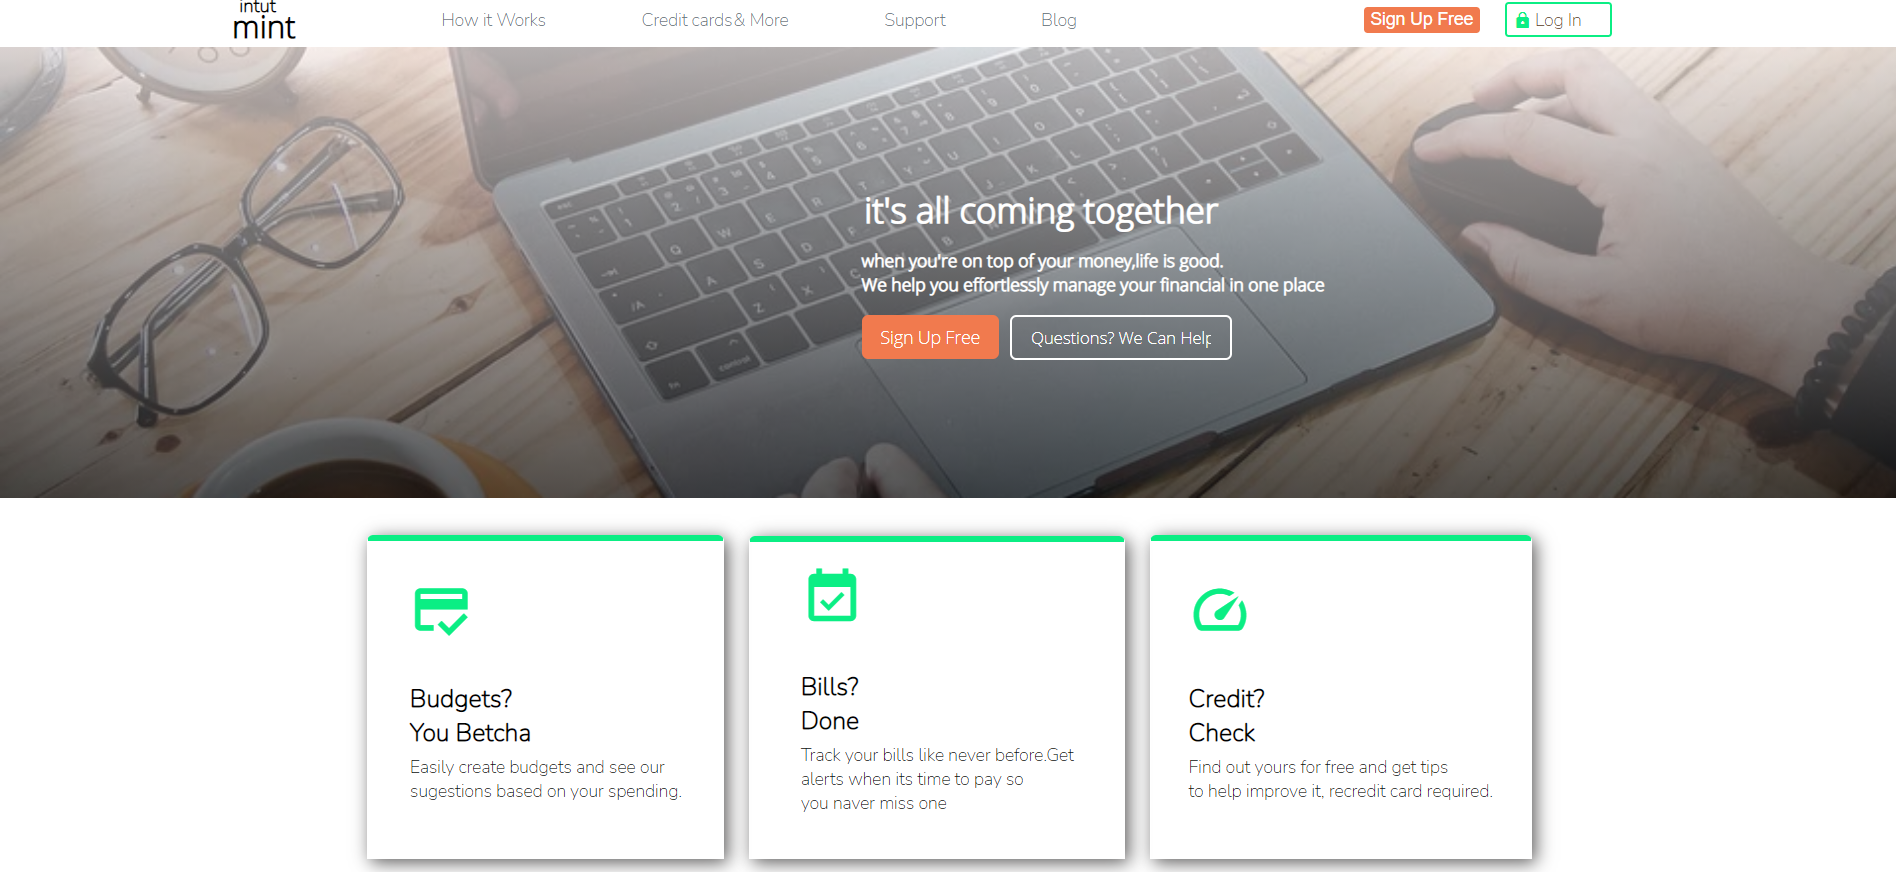 intut
mint
How it Works
Credit cards & More
Support
Blog
Sign Up Free
Log In
it's all coming together
when you're on top of your money,life is good.
We help you effortlessly manage your financial in one place
Sign Up Free
Questions? We Can Help
Budgets?
You Betcha
Easily create budgets and see our
sugestions based on your spending.
Bills?
Done
Track your bills like never before.Get
alerts when its time to pay so
you naver miss one
Credit?
Check
Find out yours for free and get tips
to help improve it, recredit card required.